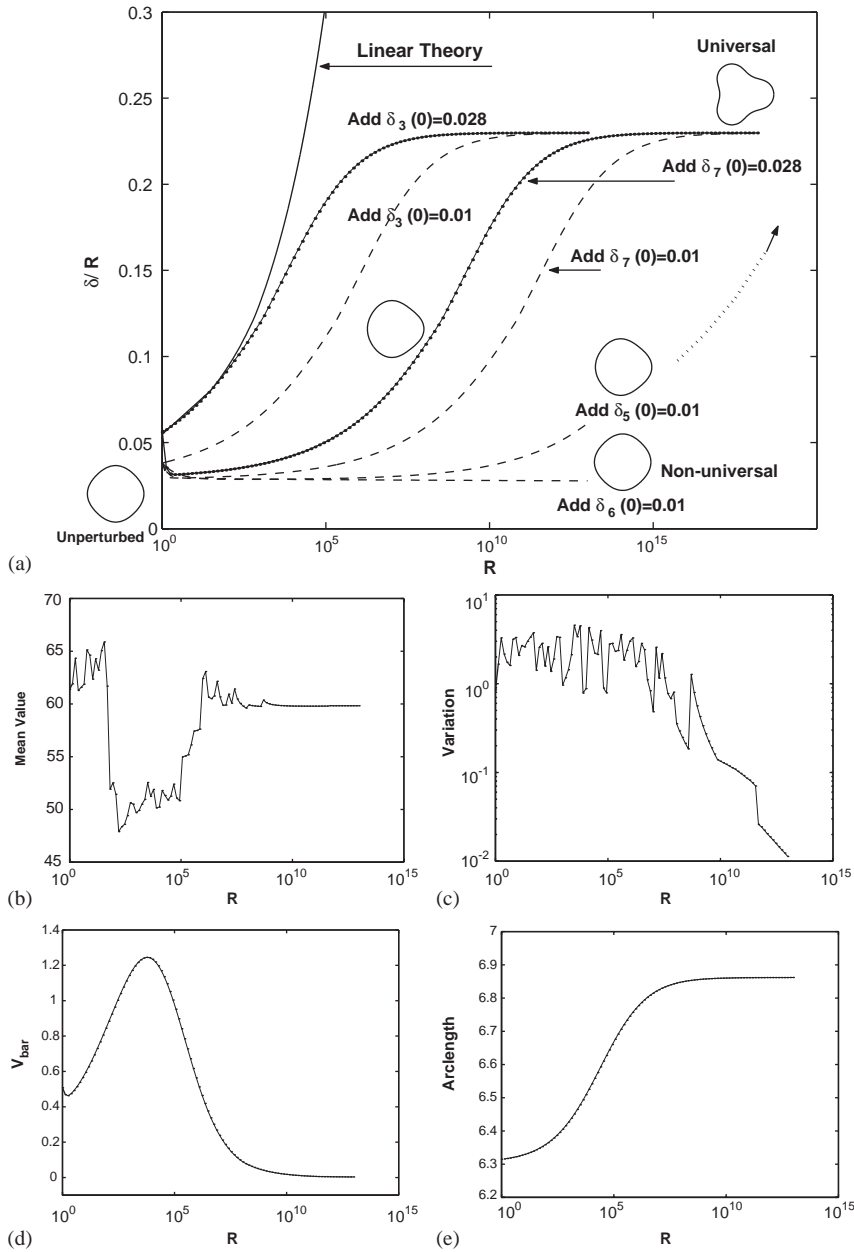 0.3
0.25
0.2
0.15
0.1
0.05
0
δ/ R
Linear Theory
Universal
Add δ3 (0)=0.028
Add δ7 (0)=0.028
Add δ3 (0)=0.01
Add δ7 (0)=0.01
Add δ5 (0)=0.01
Non-universal
Add δ6 (0)=0.01
Unperturbed
10^0 10^5 10^10 10^15
R
(a)
70
65
60
55
50
45
Mean Value
10^0 10^5 10^10 10^15
R
(b)
10^1
10^0
10^-1
10^-2
Variation
10^0 10^5 10^10 10^15
R
(c)
1.4
1.2
1
0.8
0.6
0.4
0.2
0
Vbar
10^0 10^5 10^10 10^15
R
(d)
7
6.9
6.8
6.7
6.6
6.5
6.4
6.3
6.2
Arclength
10^0 10^5 10^10 10^15
R
(e)